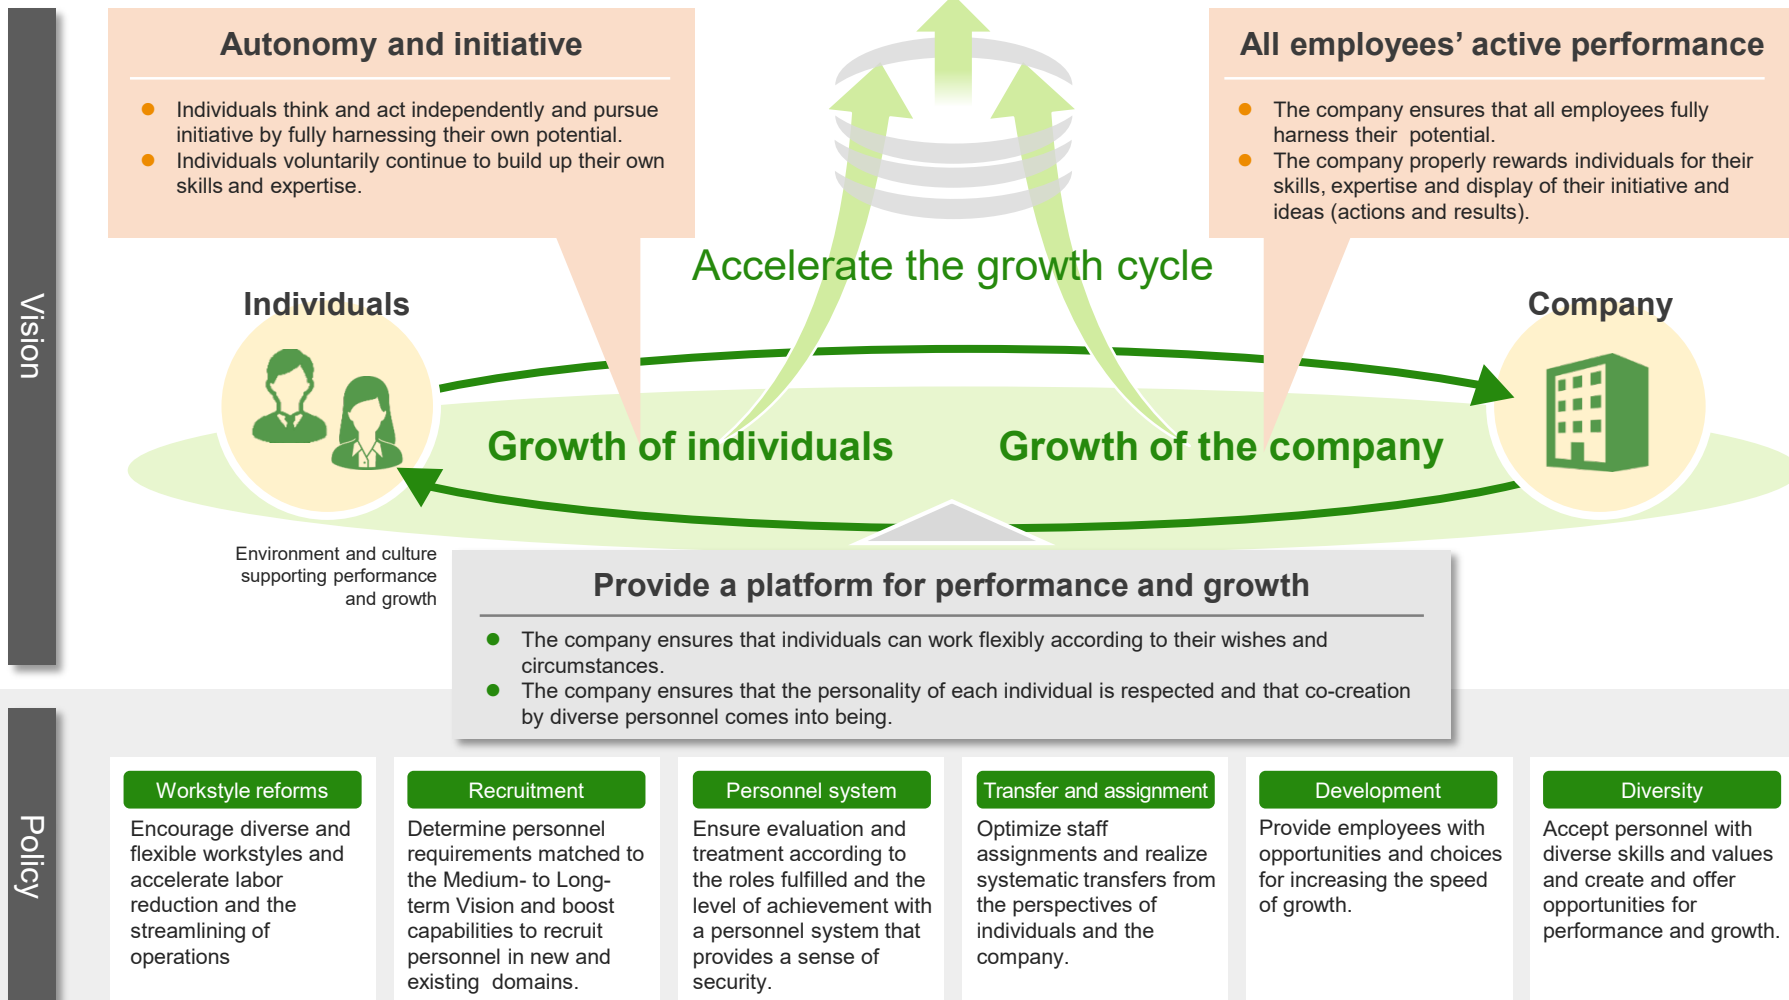 Vision
Autonomy and initiative
Individuals think and act independently and pursue
initiative by fully harnessing their own potential.
Individuals voluntarily continue to build up their own
skills and expertise.
All employees’ active performance
The company ensures that all employees fully
harness their potential.
The company properly rewards individuals for their
skills, expertise and display of their initiative and
ideas (actions and results).
Accelerate the growth cycle
Individuals
Company
Growth of individuals
Growth of the company
Environment and culture
supporting performance
and growth
Provide a platform for performance and growth
The company ensures that individuals can work flexibly according to their wishes and
circumstances.
The company ensures that the personality of each individual is respected and that co-creation
by diverse personnel comes into being.
Policy
Workstyle reforms
Encourage diverse and
flexible workstyles and
accelerate labor
reduction and the
streamlining of
operations
Recruitment
Determine personnel
requirements matched to
the Medium- to Long-
term Vision and boost
capabilities to recruit
personnel in new and
existing domains.
Personnel system
Ensure evaluation and
treatment according to
the roles fulfilled and the
level of achievement with
a personnel system that
provides a sense of
security.
Transfer and assignment
Optimize staff
assignments and realize
systematic transfers from
the perspectives of
individuals and the
company.
Development
Provide employees with
opportunities and choices
for increasing the speed
of growth.
Diversity
Accept personnel with
diverse skills and values
and create and offer
opportunities for
performance and growth.